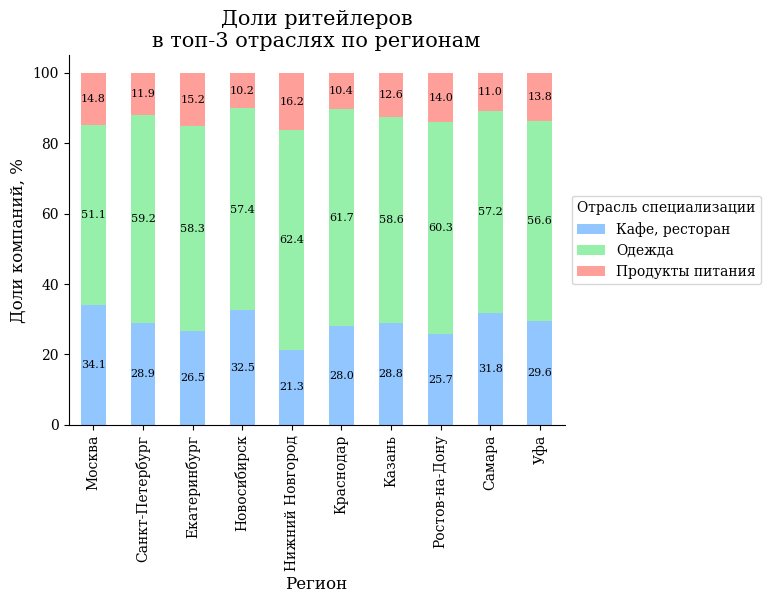 Доли ритейлеров
в топ-3 отраслях по регионам
Доли компаний, %
100
80
60
40
20
0
14.8 11.9 15.2 10.2 16.2 10.4 12.6 14.0 11.0 13.8
51.1 59.2 58.3 57.4 62.4 61.7 58.6 60.3 57.2 56.6
34.1 28.9 26.5 32.5 21.3 28.0 28.8 25.7 31.8 29.6
Москва
Санкт-Петербург
Екатеринбург
Новосибирск
Нижний Новгород
Краснодар
Казань
Ростов-на-Дону
Самара
Уфа
Регион
Отрасль специализации
Кафе, ресторан
Одежда
Продукты питания